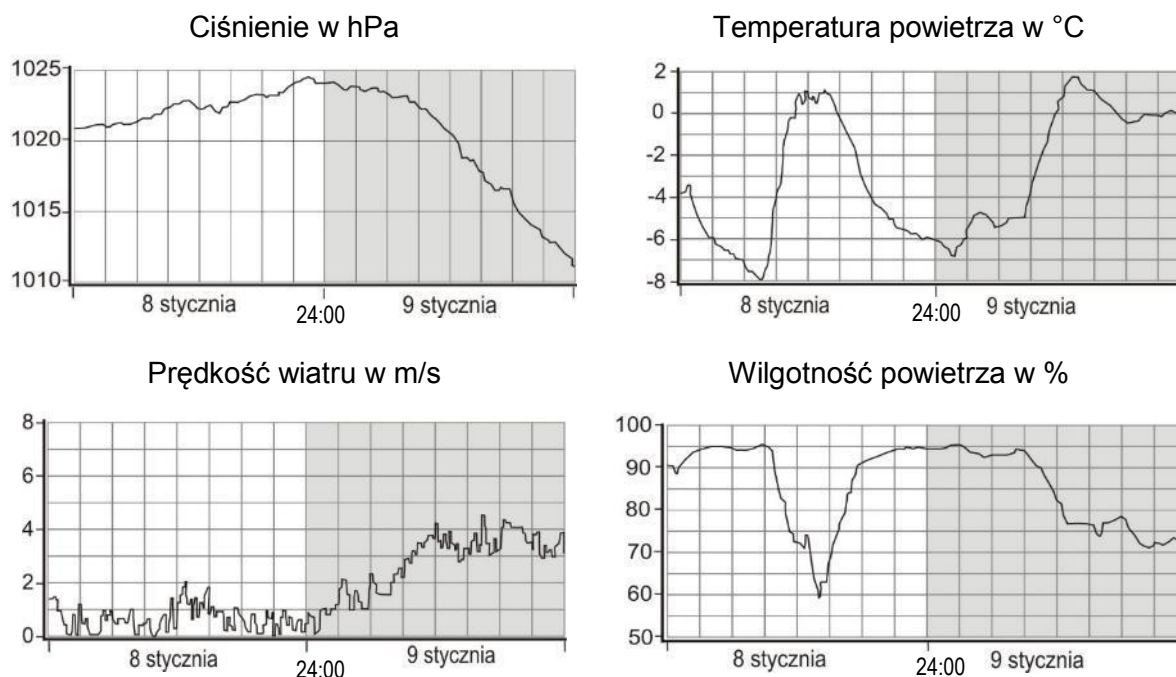 Ciśnienie w hPa
1025
1020
1015
1010
8 stycznia
24:00
9 stycznia
Temperatura powietrza w °C
2
0
-2
-4
-6
-8
8 stycznia
24:00
9 stycznia
Prędkość wiatru w m/s
8
6
4
2
0
8 stycznia
24:00
9 stycznia
Wilgotność powietrza w %
100
90
80
70
60
50
8 stycznia
24:00
9 stycznia